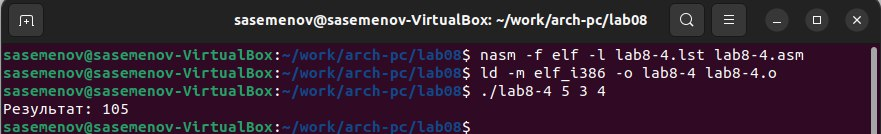 sasemenov@sasemenov-VirtualBox: ~/work/arch-pc/lab08
sasemenov@sasemenov-VirtualBox:~/work/arch-pc/lab08$ nasm -f elf -l lab8-4.lst lab8-4.asm
sasemenov@sasemenov-VirtualBox:~/work/arch-pc/lab08$ ld -m elf_i386 -o lab8-4 lab8-4.o
sasemenov@sasemenov-VirtualBox:~/work/arch-pc/lab08$ ./lab8-4 5 3 4
Результат: 105
sasemenov@sasemenov-VirtualBox:~/work/arch-pc/lab08$